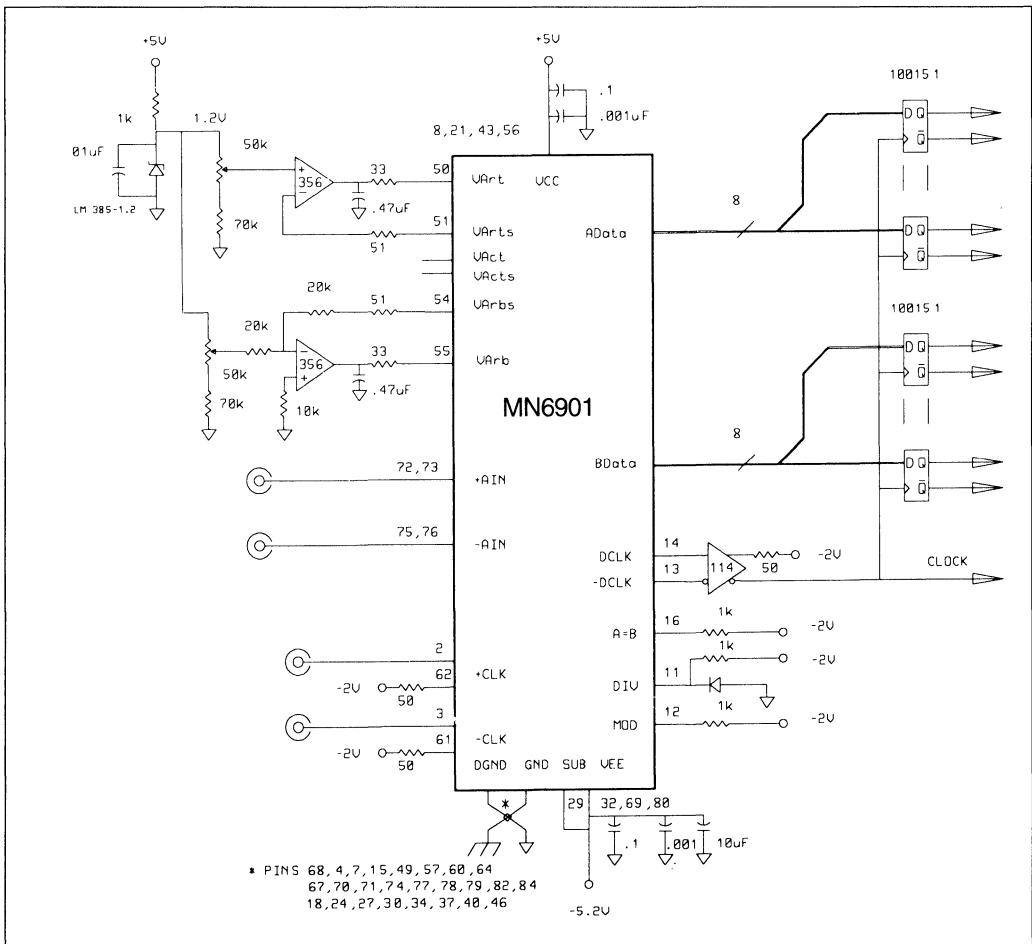 +5V
+5V
100151
1k
1.2V
.1
.001uF
D Q
Q̅
01uF
50k
8,21,43,56
+
356
-
33
50
VArt
VCC
.47uF
LM 385-1.2
70k
51
51
VArts
AData
8
D Q
Q̅
VAct
VActs
20k
51
54
VArbs
100151
20k
50k
-
356
+
33
55
VArb
D Q
Q̅
70k
10k
.47uF
MN6901
8
72,73
+AIN
BData
D Q
Q̅
75,76
-AIN
DCLK
14
114
50
-2V
-DCLK
13
CLOCK
A=B
16
1k
-2V
1k
-2V
2
+CLK
62
-2V
50
DIV
11
1k
3
-CLK
61
-2V
50
MOD
12
-2V
DGND GND SUB VEE
*
29
32,69,80
.1
.001
10uF
* PINS 68,4,7,15,49,57,60,64
67,70,71,74,77,78,79,82,84
18,24,27,30,34,37,40,46
-5.2V